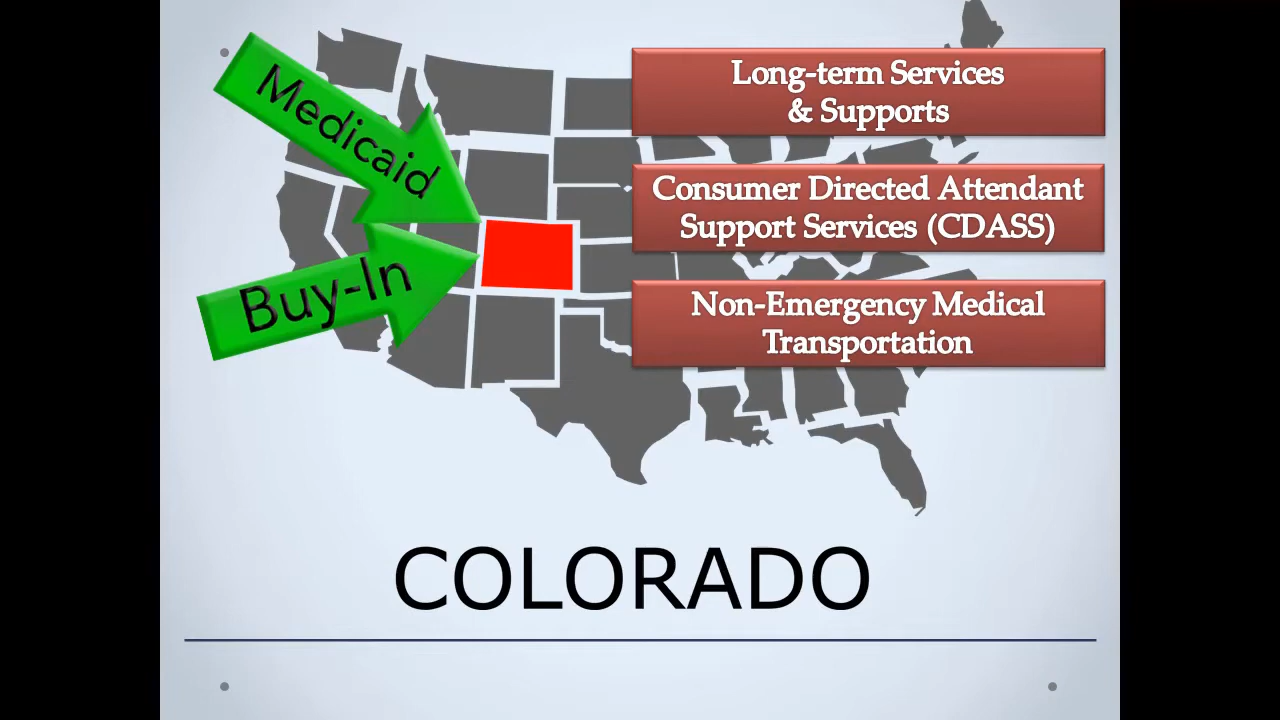 Medicaid
Buy-In
Long-term Services
& Supports
Consumer Directed Attendant
Support Services (CDASS)
Non-Emergency Medical
Transportation
COLORADO